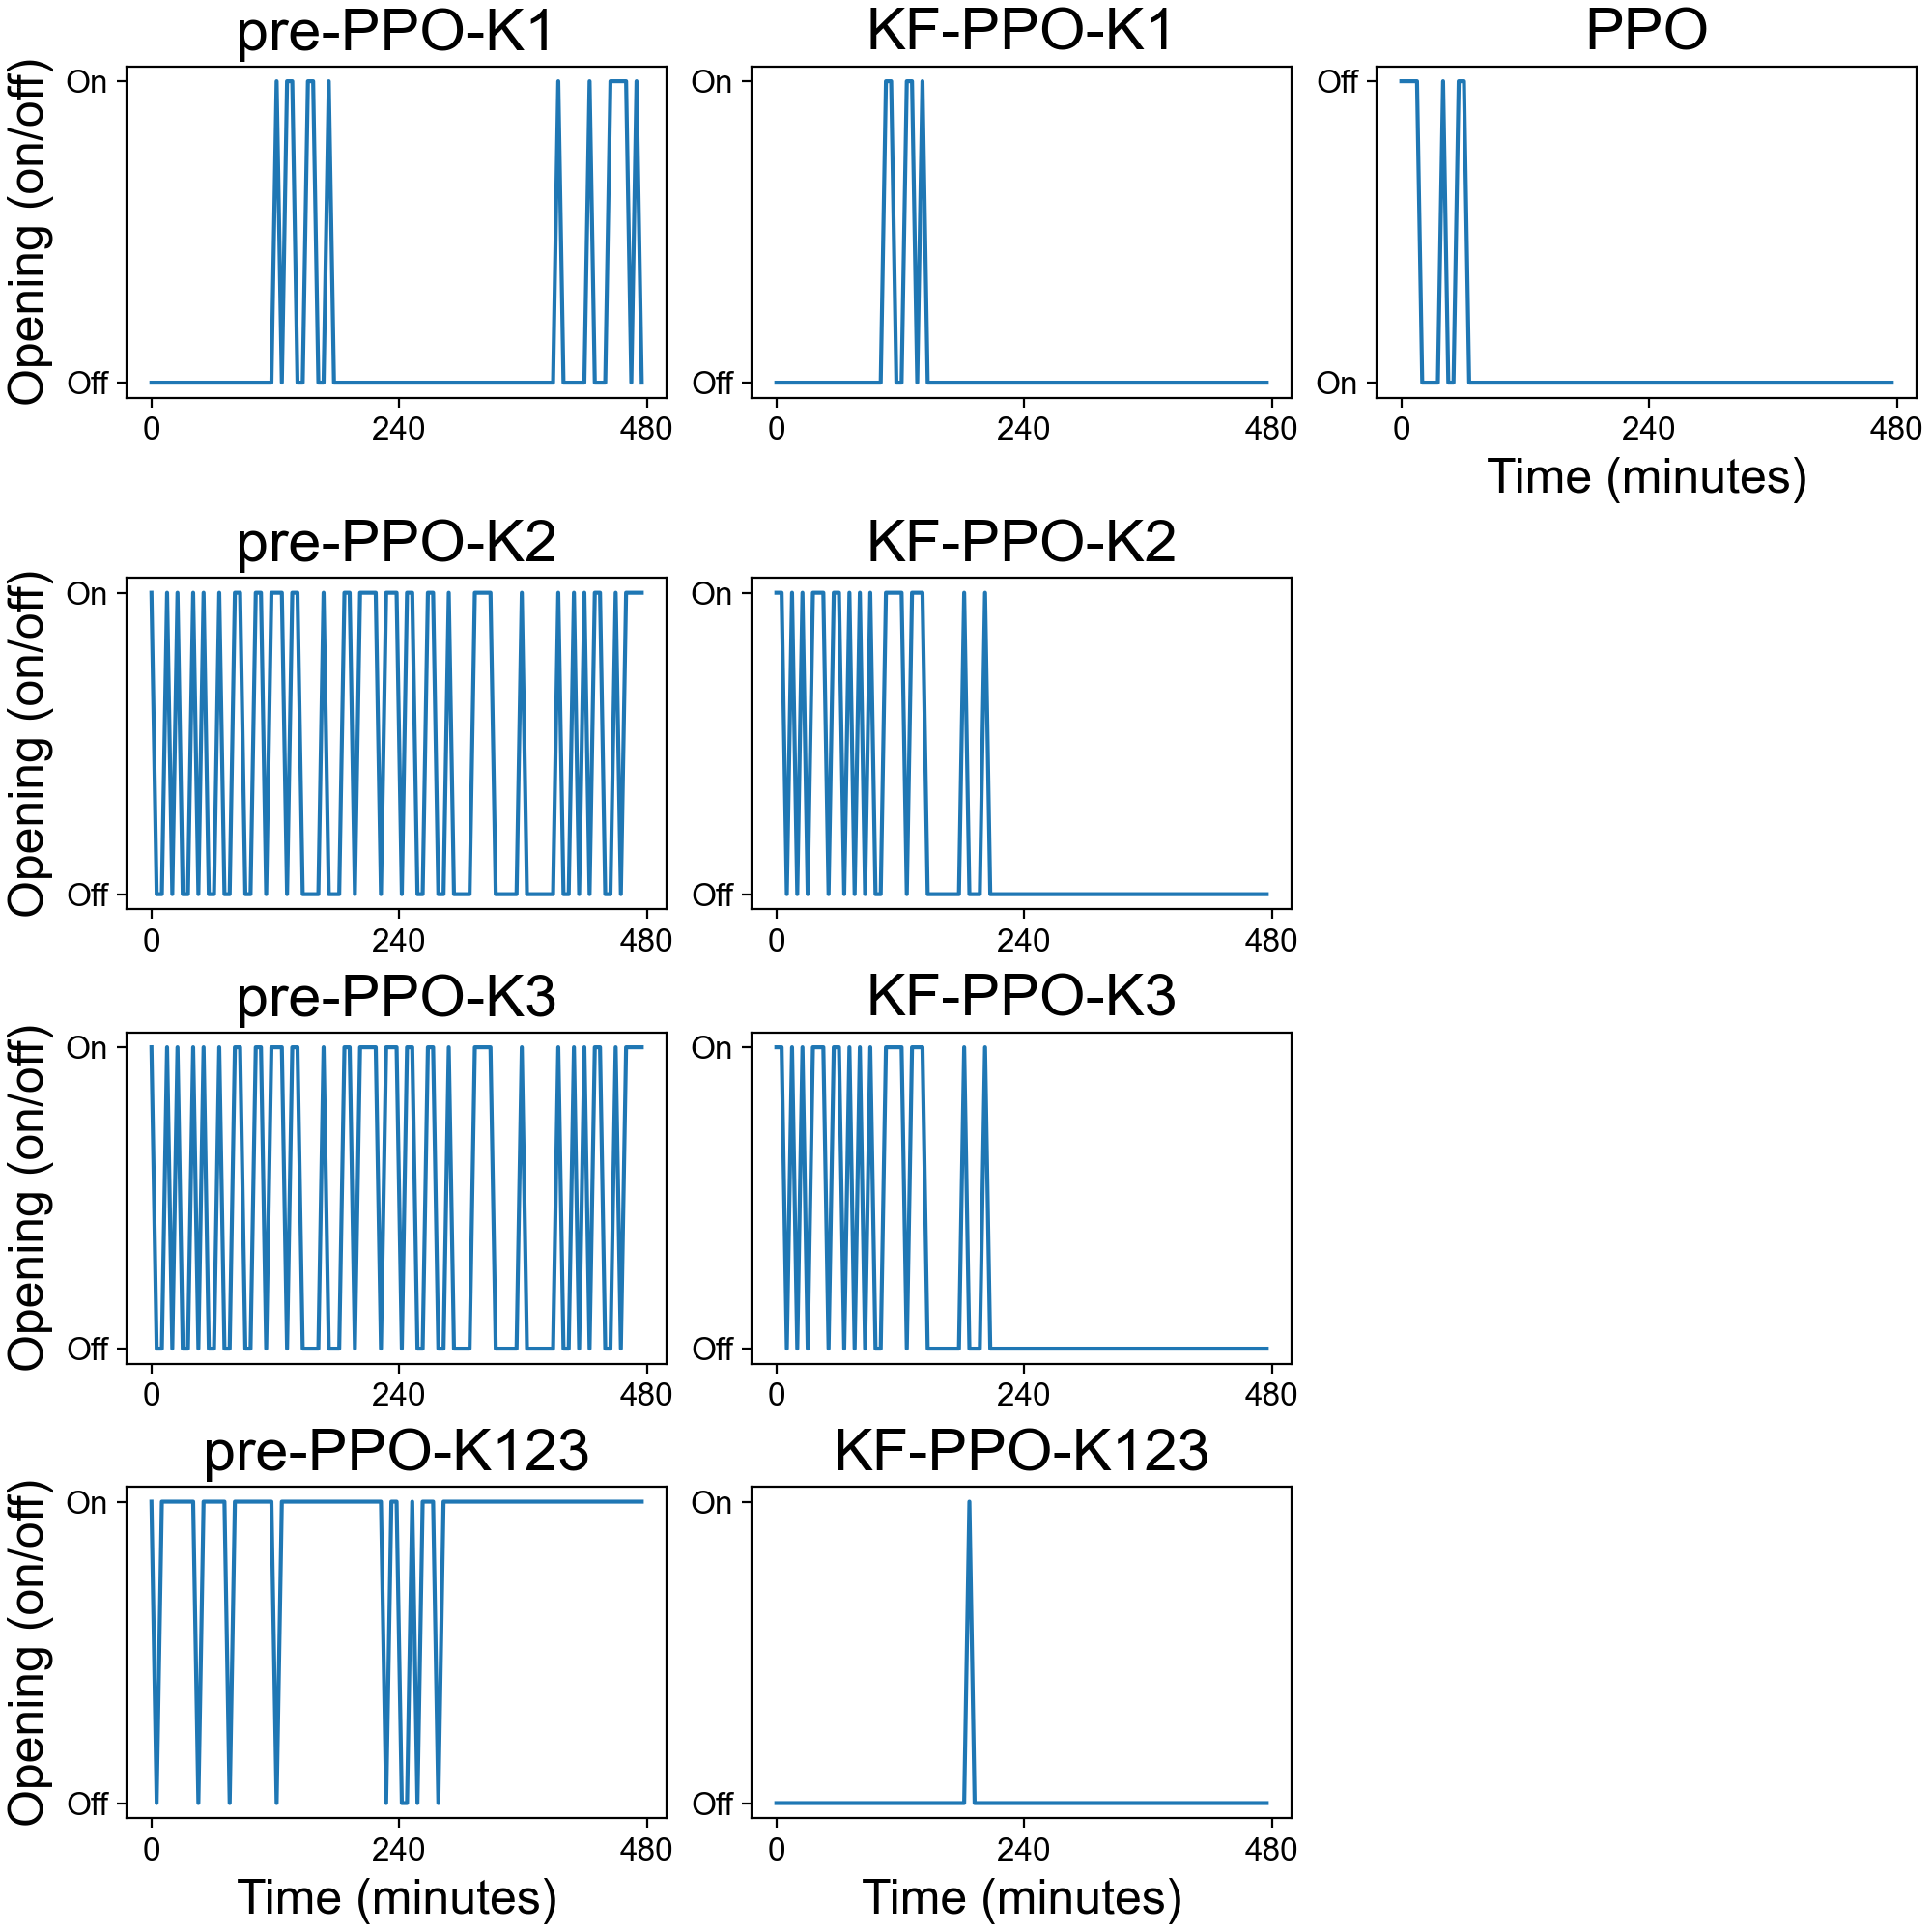 pre-PPO-K1
KF-PPO-K1
PPO
Opening (on/off)
On
Off
0 240 480
On
Off
0 240 480
Off
On
0 240 480
Time (minutes)
pre-PPO-K2
KF-PPO-K2
Opening (on/off)
On
Off
0 240 480
On
Off
0 240 480
pre-PPO-K3
KF-PPO-K3
Opening (on/off)
On
Off
0 240 480
On
Off
0 240 480
pre-PPO-K123
KF-PPO-K123
Opening (on/off)
On
Off
0 240 480
Time (minutes)
On
Off
0 240 480
Time (minutes)